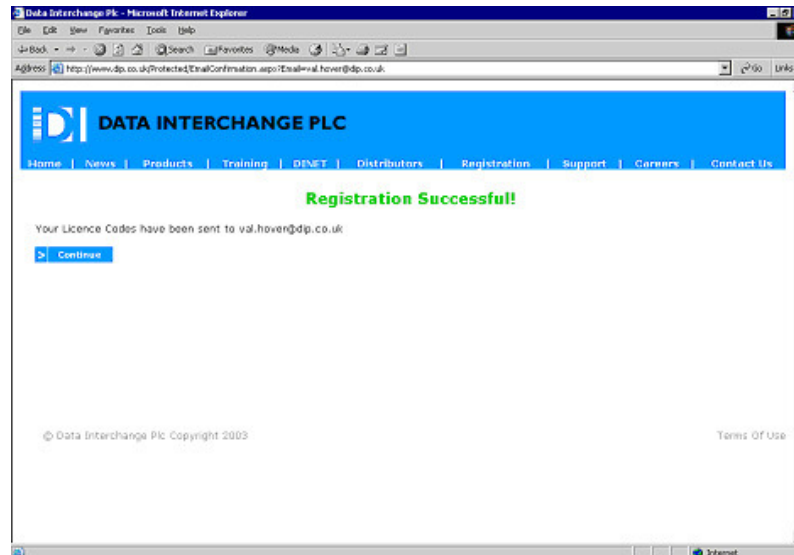 Data Interchange Plc - Microsoft Internet Explorer
File Edit View Favorites Tools Help
Back Search Favorites Media
Address http://www.dip.co.uk/Protected/EmailConfirmation.aspx?Email=val.hover@dip.co.uk Go Links
DI DATA INTERCHANGE PLC
Home | News | Products | Training | DINET | Distributors | Registration | Support | Careers | Contact Us
Registration Successful!
Your Licence Codes have been sent to val.hover@dip.co.uk
> Continue
© Data Interchange Plc Copyright 2003 Terms Of Use
Internet